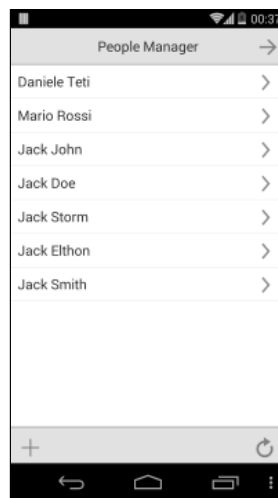 00:37
People Manager
Daniele Teti
Mario Rossi
Jack John
Jack Doe
Jack Storm
Jack Elthon
Jack Smith